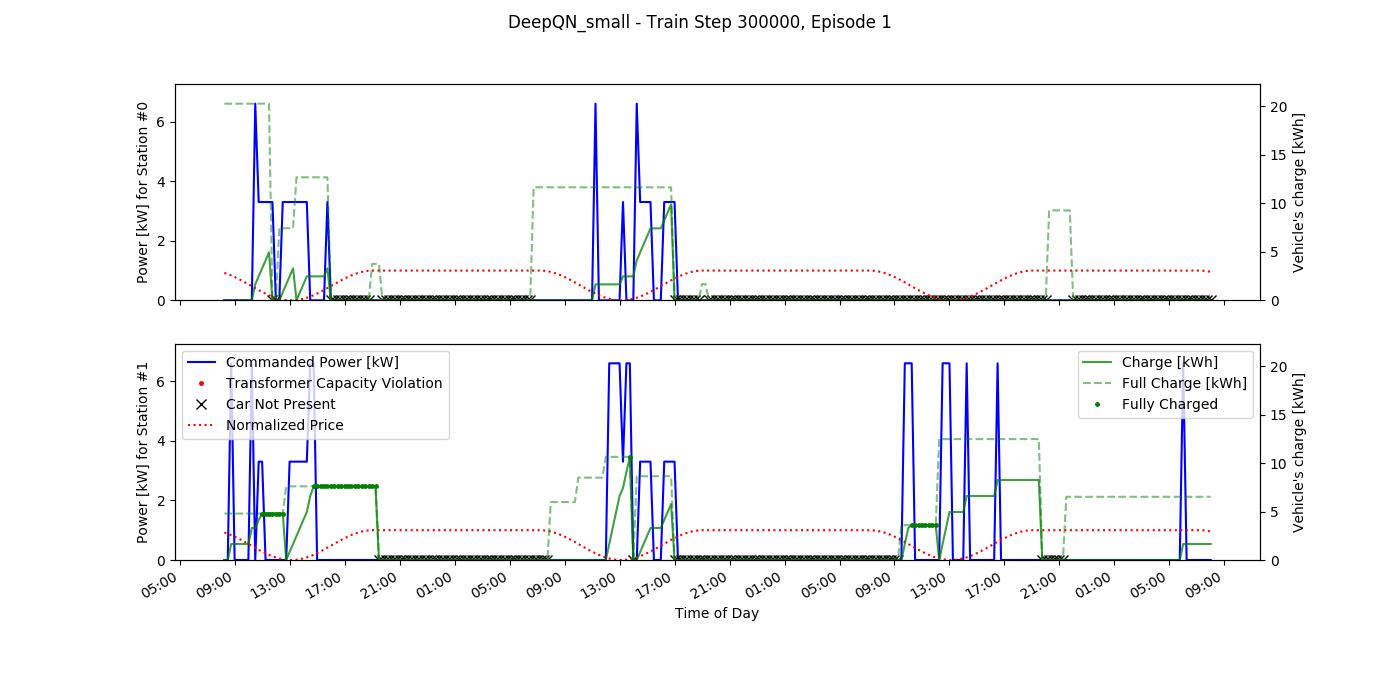 DeepQN_small - Train Step 300000, Episode 1
Power [kW] for Station #0
6
4
2
0
20
15
10
5
0
Vehicle's charge [kWh]
Power [kW] for Station #1
6
4
2
0
Commanded Power [kW]
Transformer Capacity Violation
Car Not Present
Normalized Price
Charge [kWh]
Full Charge [kWh]
Fully Charged
20
15
10
5
0
Vehicle's charge [kWh]
05:00 09:00 13:00 17:00 21:00 01:00 05:00 09:00 13:00 17:00 21:00 01:00 05:00 09:00 13:00 17:00 21:00 01:00 05:00 09:00
Time of Day